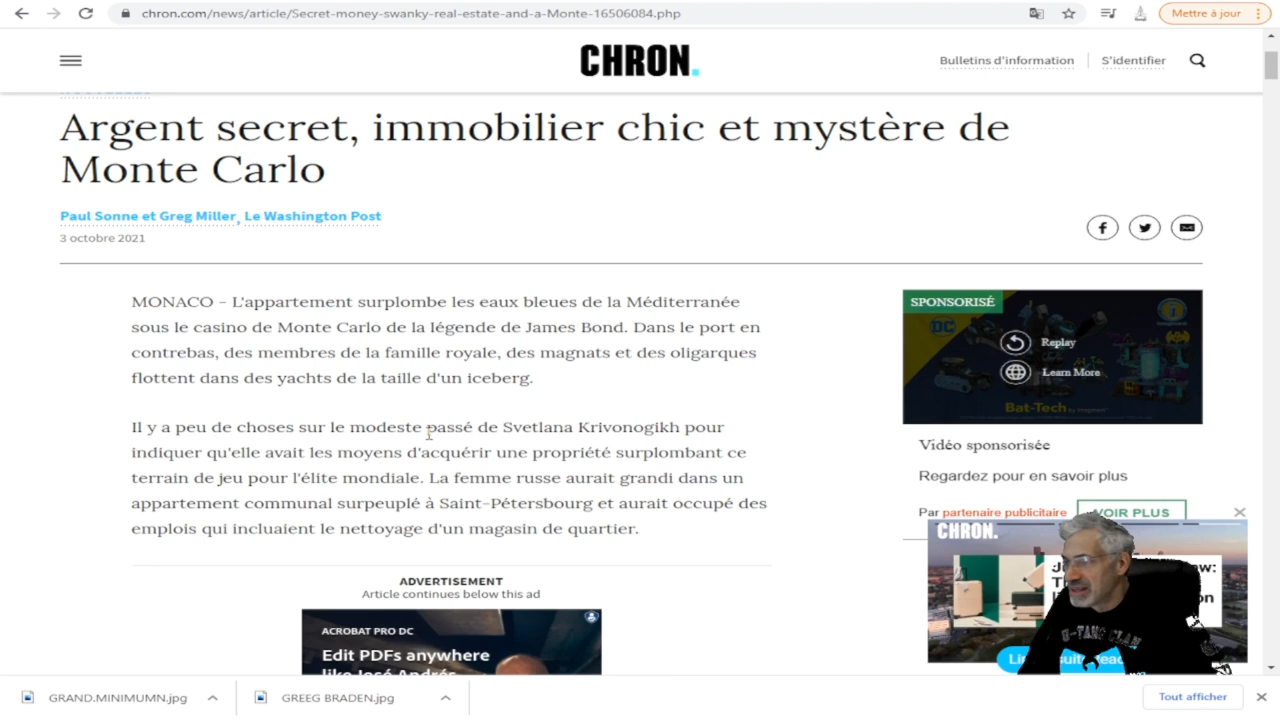 chron.com/news/article/Secret-money-swanky-real-estate-and-a-Monte-16506084.php
Mettre à jour
CHRON.
Bulletins d'information
S'identifier
Argent secret, immobilier chic et mystère de
Monte Carlo
Paul Sonne et Greg Miller, Le Washington Post
3 octobre 2021
MONACO - L'appartement surplombe les eaux bleues de la Méditerranée
sous le casino de Monte Carlo de la légende de James Bond. Dans le port en
contrebas, des membres de la famille royale, des magnats et des oligarques
flottent dans des yachts de la taille d'un iceberg.
Il y a peu de choses sur le modeste passé de Svetlana Krivonogikh pour
indiquer qu'elle avait les moyens d'acquérir une propriété surplombant ce
terrain de jeu pour l'élite mondiale. La femme russe aurait grandi dans un
appartement communal surpeuplé à Saint-Pétersbourg et aurait occupé des
emplois qui incluaient le nettoyage d'un magasin de quartier.
ADVERTISEMENT
Article continues below this ad
ACROBAT PRO DC
Edit PDFs anywhere
like José Andrés
SPONSORISÉ
DC
Replay
Learn More
Bat-Tech
Vidéo sponsorisée
Regardez pour en savoir plus
Par partenaire publicitaire
VOIR PLUS
CHRON.
U-TANG CLAN
GRAND.MINIMUMN.jpg
GREEG BRADEN.jpg
Tout afficher